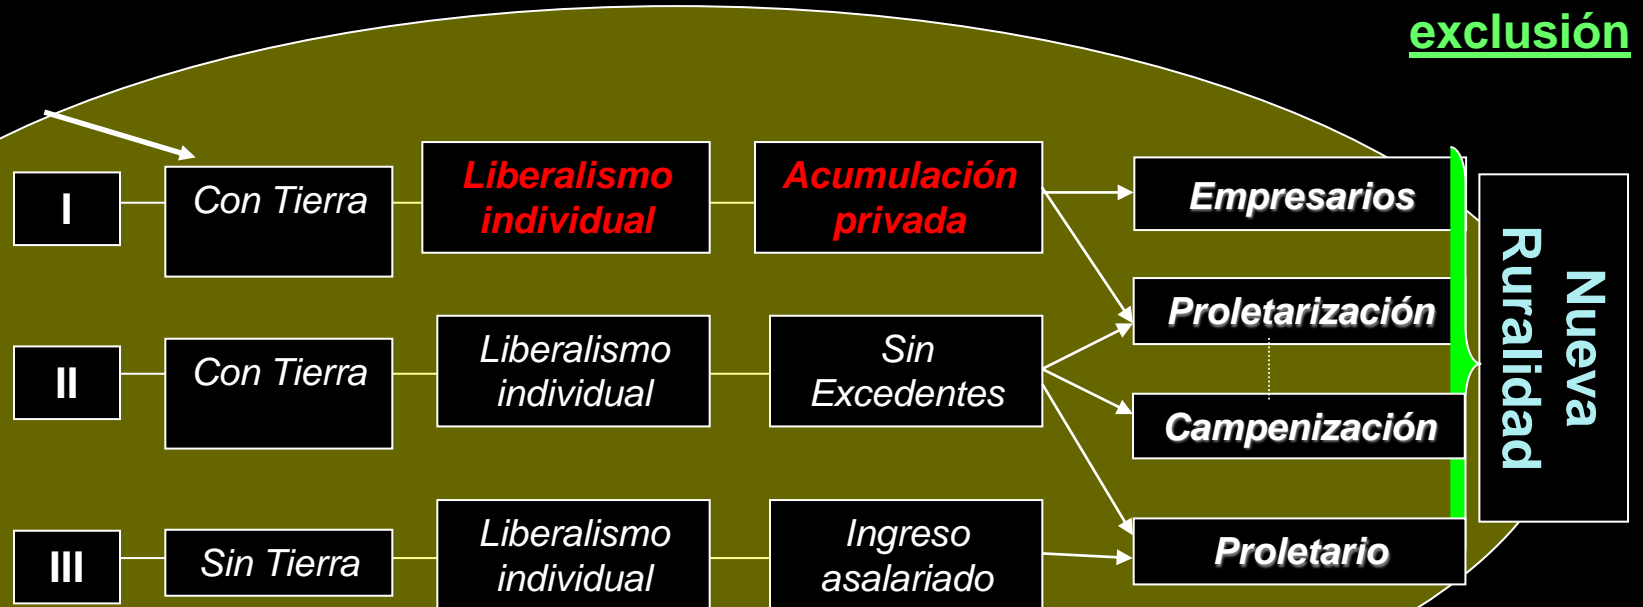 exclusión
I
Con Tierra
Liberalismo
individual
Acumulación
privada
Empresarios
Proletarización
II
Con Tierra
Liberalismo
individual
Sin
Excedentes
Campenización
III
Sin Tierra
Liberalismo
individual
Ingreso
asalariado
Proletario
Nueva
Ruralidad